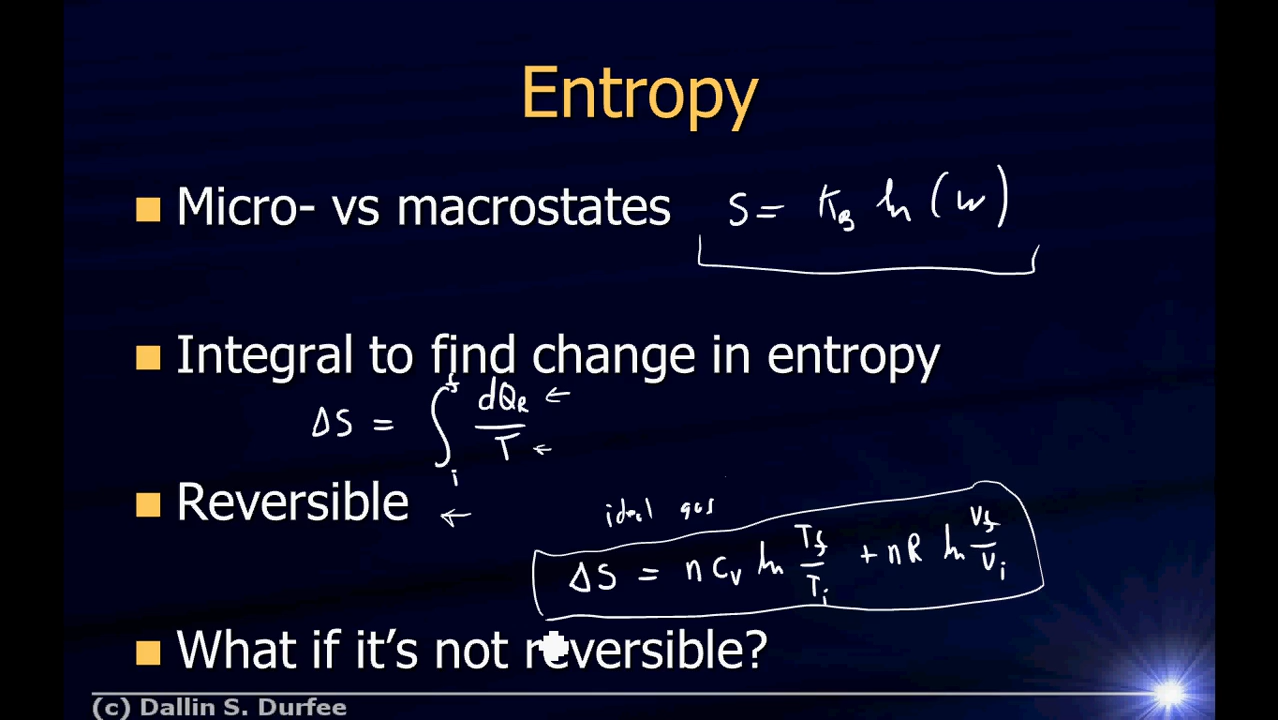 Entropy
Micro- vs macrostates S = k_B ln (w)
Integral to find change in entropy
ΔS = ∫_i^f dQ_R / T
Reversible ←
ideal gas
ΔS = n C_V ln T_f / T_i + nR ln V_f / V_i
What if it's not reversible?
(c) Dallin S. Durfee